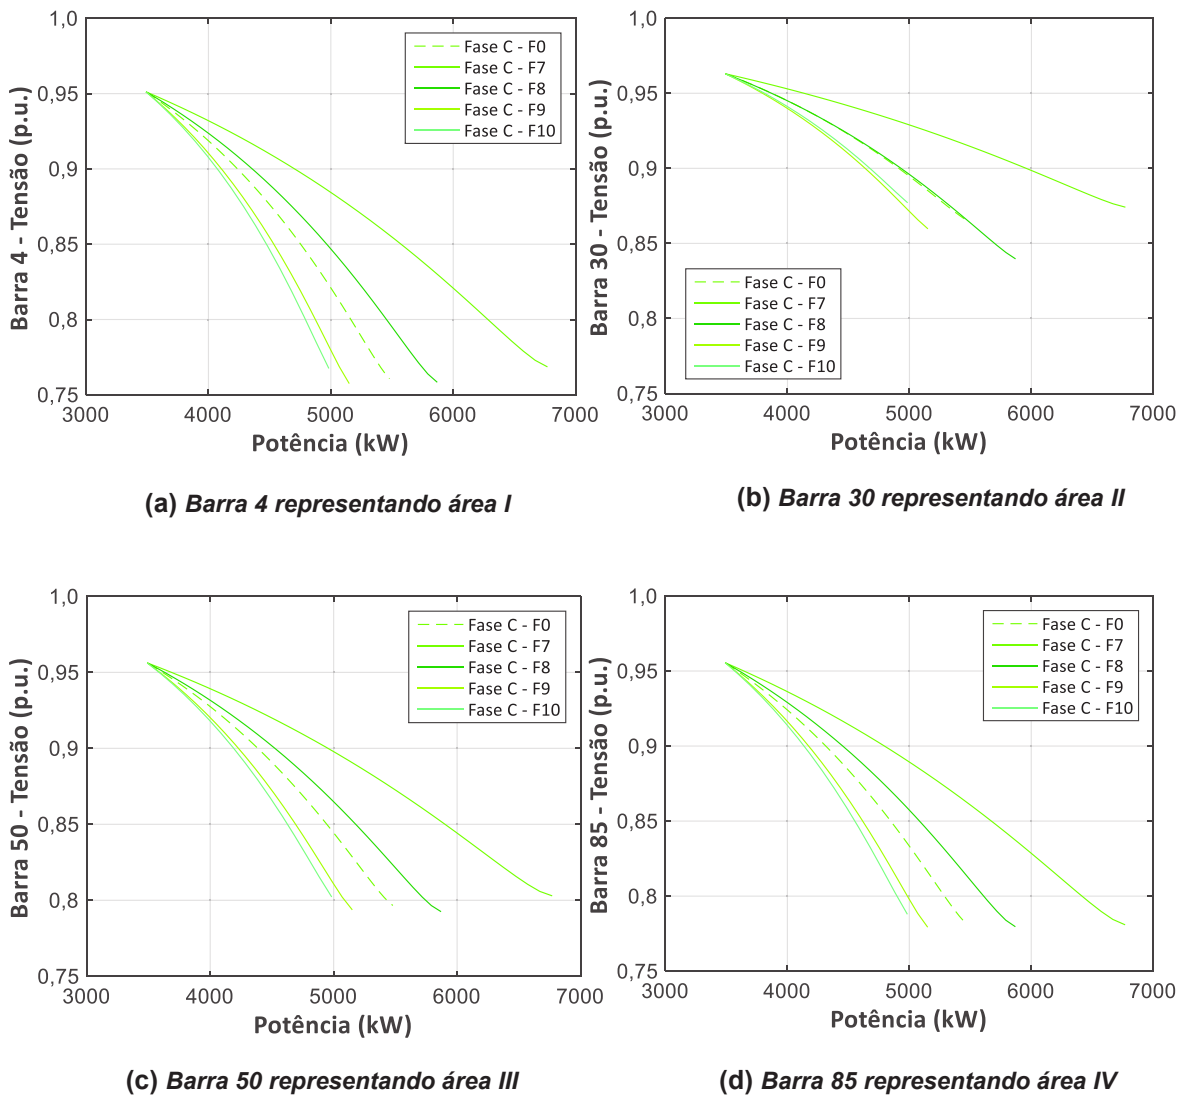 1,0
0,95
0,9
0,85
0,8
0,75
3000 4000 5000 6000 7000
Barra 4 - Tensão (p.u.)
Potência (kW)
Fase C - F0
Fase C - F7
Fase C - F8
Fase C - F9
Fase C - F10
(a) Barra 4 representando área I
1,0
0,95
0,9
0,85
0,8
0,75
3000 4000 5000 6000 7000
Barra 30 - Tensão (p.u.)
Potência (kW)
Fase C - F0
Fase C - F7
Fase C - F8
Fase C - F9
Fase C - F10
(b) Barra 30 representando área II
1,0
0,95
0,9
0,85
0,8
0,75
3000 4000 5000 6000 7000
Barra 50 - Tensão (p.u.)
Potência (kW)
Fase C - F0
Fase C - F7
Fase C - F8
Fase C - F9
Fase C - F10
(c) Barra 50 representando área III
1,0
0,95
0,9
0,85
0,8
0,75
3000 4000 5000 6000 7000
Barra 85 - Tensão (p.u.)
Potência (kW)
Fase C - F0
Fase C - F7
Fase C - F8
Fase C - F9
Fase C - F10
(d) Barra 85 representando área IV